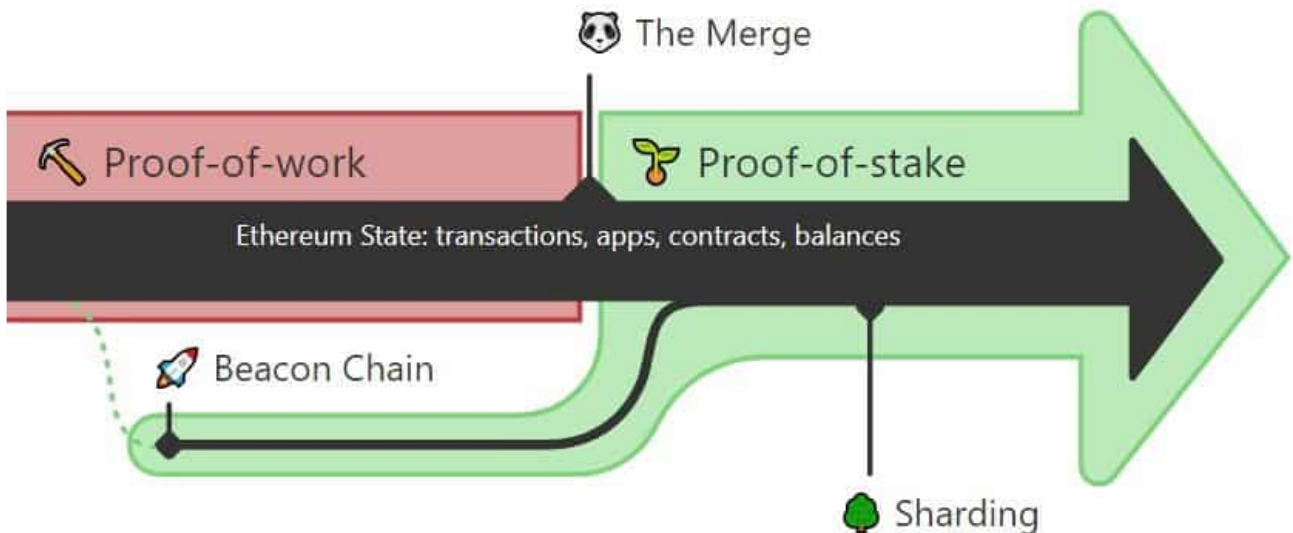 The Merge
Proof-of-work
Proof-of-stake
Ethereum State: transactions, apps, contracts, balances
Beacon Chain
Sharding